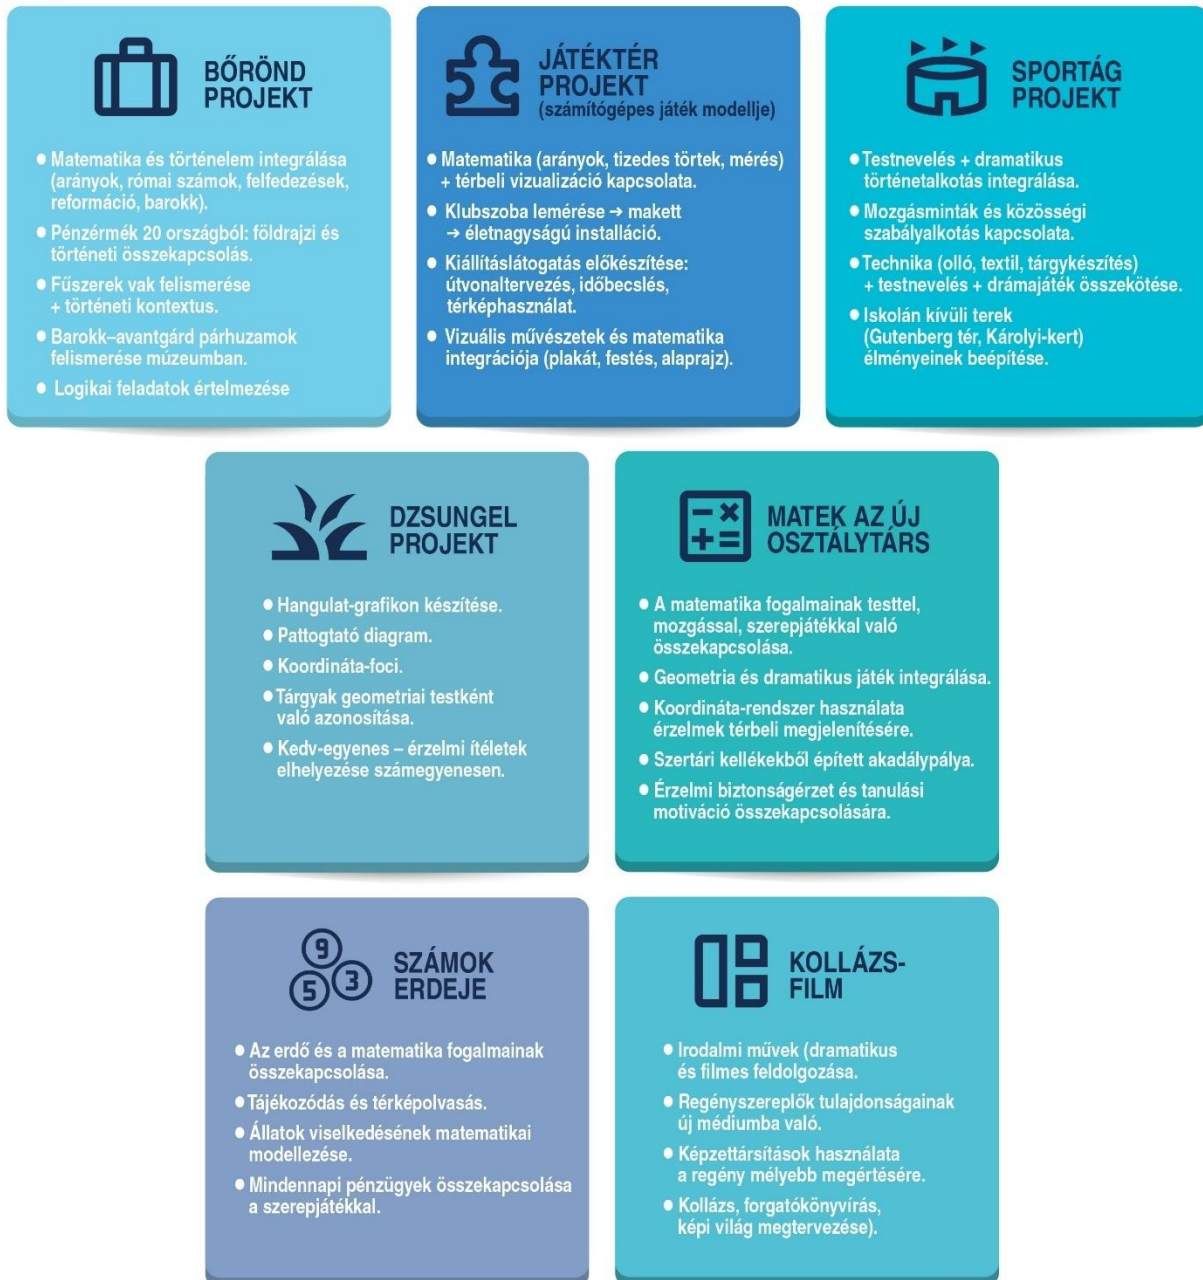 BŐRÖND
PROJEKT
● Matematika és történelem integrálása
(arányok, római számok, felfedezések,
reformáció, barokk).
● Pénzérmék 20 országból: földrajzi és
történeti összekapcsolás.
● Fűszerek vak felismerése
+ történeti kontextus.
● Barokk–avantgárd párhuzamok
felismerése múzeumban.
● Logikai feladatok értelmezése
JÁTÉKTÉR
PROJEKT
(számítógépes játék modellje)
● Matematika (arányok, tizedes törtek, mérés)
+ térbeli vizualizáció kapcsolata.
● Klubszoba lemérése → makett
→ életnagyságú installáció.
● Kiállításlátogatás előkészítése:
útvonaltervezés, időbecslés,
térképhasználat.
● Vizuális művészetek és matematika
integrációja (plakát, festés, alaprajz).
SPORTÁG
PROJEKT
● Testnevelés + dramatikus
történetalkotás integrálása.
● Mozgásminták és közösségi
szabályalkotás kapcsolata.
● Technika (olló, textil, tárgykészítés)
+ testnevelés + drámajáték összekötése.
● Iskolán kívüli terek
(Gutenberg tér, Károlyi-kert)
élményeinek beépítése.
DZSUNGEL
PROJEKT
● Hangulat-grafikon készítése.
● Pattogtató diagram.
● Koordináta-foci.
● Tárgyak geometriai testként
való azonosítása.
● Kedv-egyenes – érzelmi ítéletek
elhelyezése számegyenesen.
MATEK AZ ÚJ
OSZTÁLYTÁRS
● A matematika fogalmainak testtel,
mozgással, szerepjátékkal való
összekapcsolása.
● Geometria és dramatikus játék integrálása.
● Koordináta-rendszer használata
érzelmek térbeli megjelenítésére.
● Szertári kellékekből épített akadálypálya.
● Érzelmi biztonságérzet és tanulási
motiváció összekapcsolására.
9
5 3
SZÁMOK
ERDEJE
● Az erdő és a matematika fogalmainak
összekapcsolása.
● Tájékozódás és térképolvasás.
● Állatok viselkedésének matematikai
modellezése.
● Mindennapi pénzügyek összekapcsolása
a szerepjátékkal.
KOLLÁZS-
FILM
● Irodalmi művek (dramatikus
és filmes feldolgozása.
● Regényszereplők tulajdonságainak
új médiumba való.
● Képzettársítások használata
a regény mélyebb megértésére.
● Kollázs, forgatókönyvírás,
képi világ megtervezése).